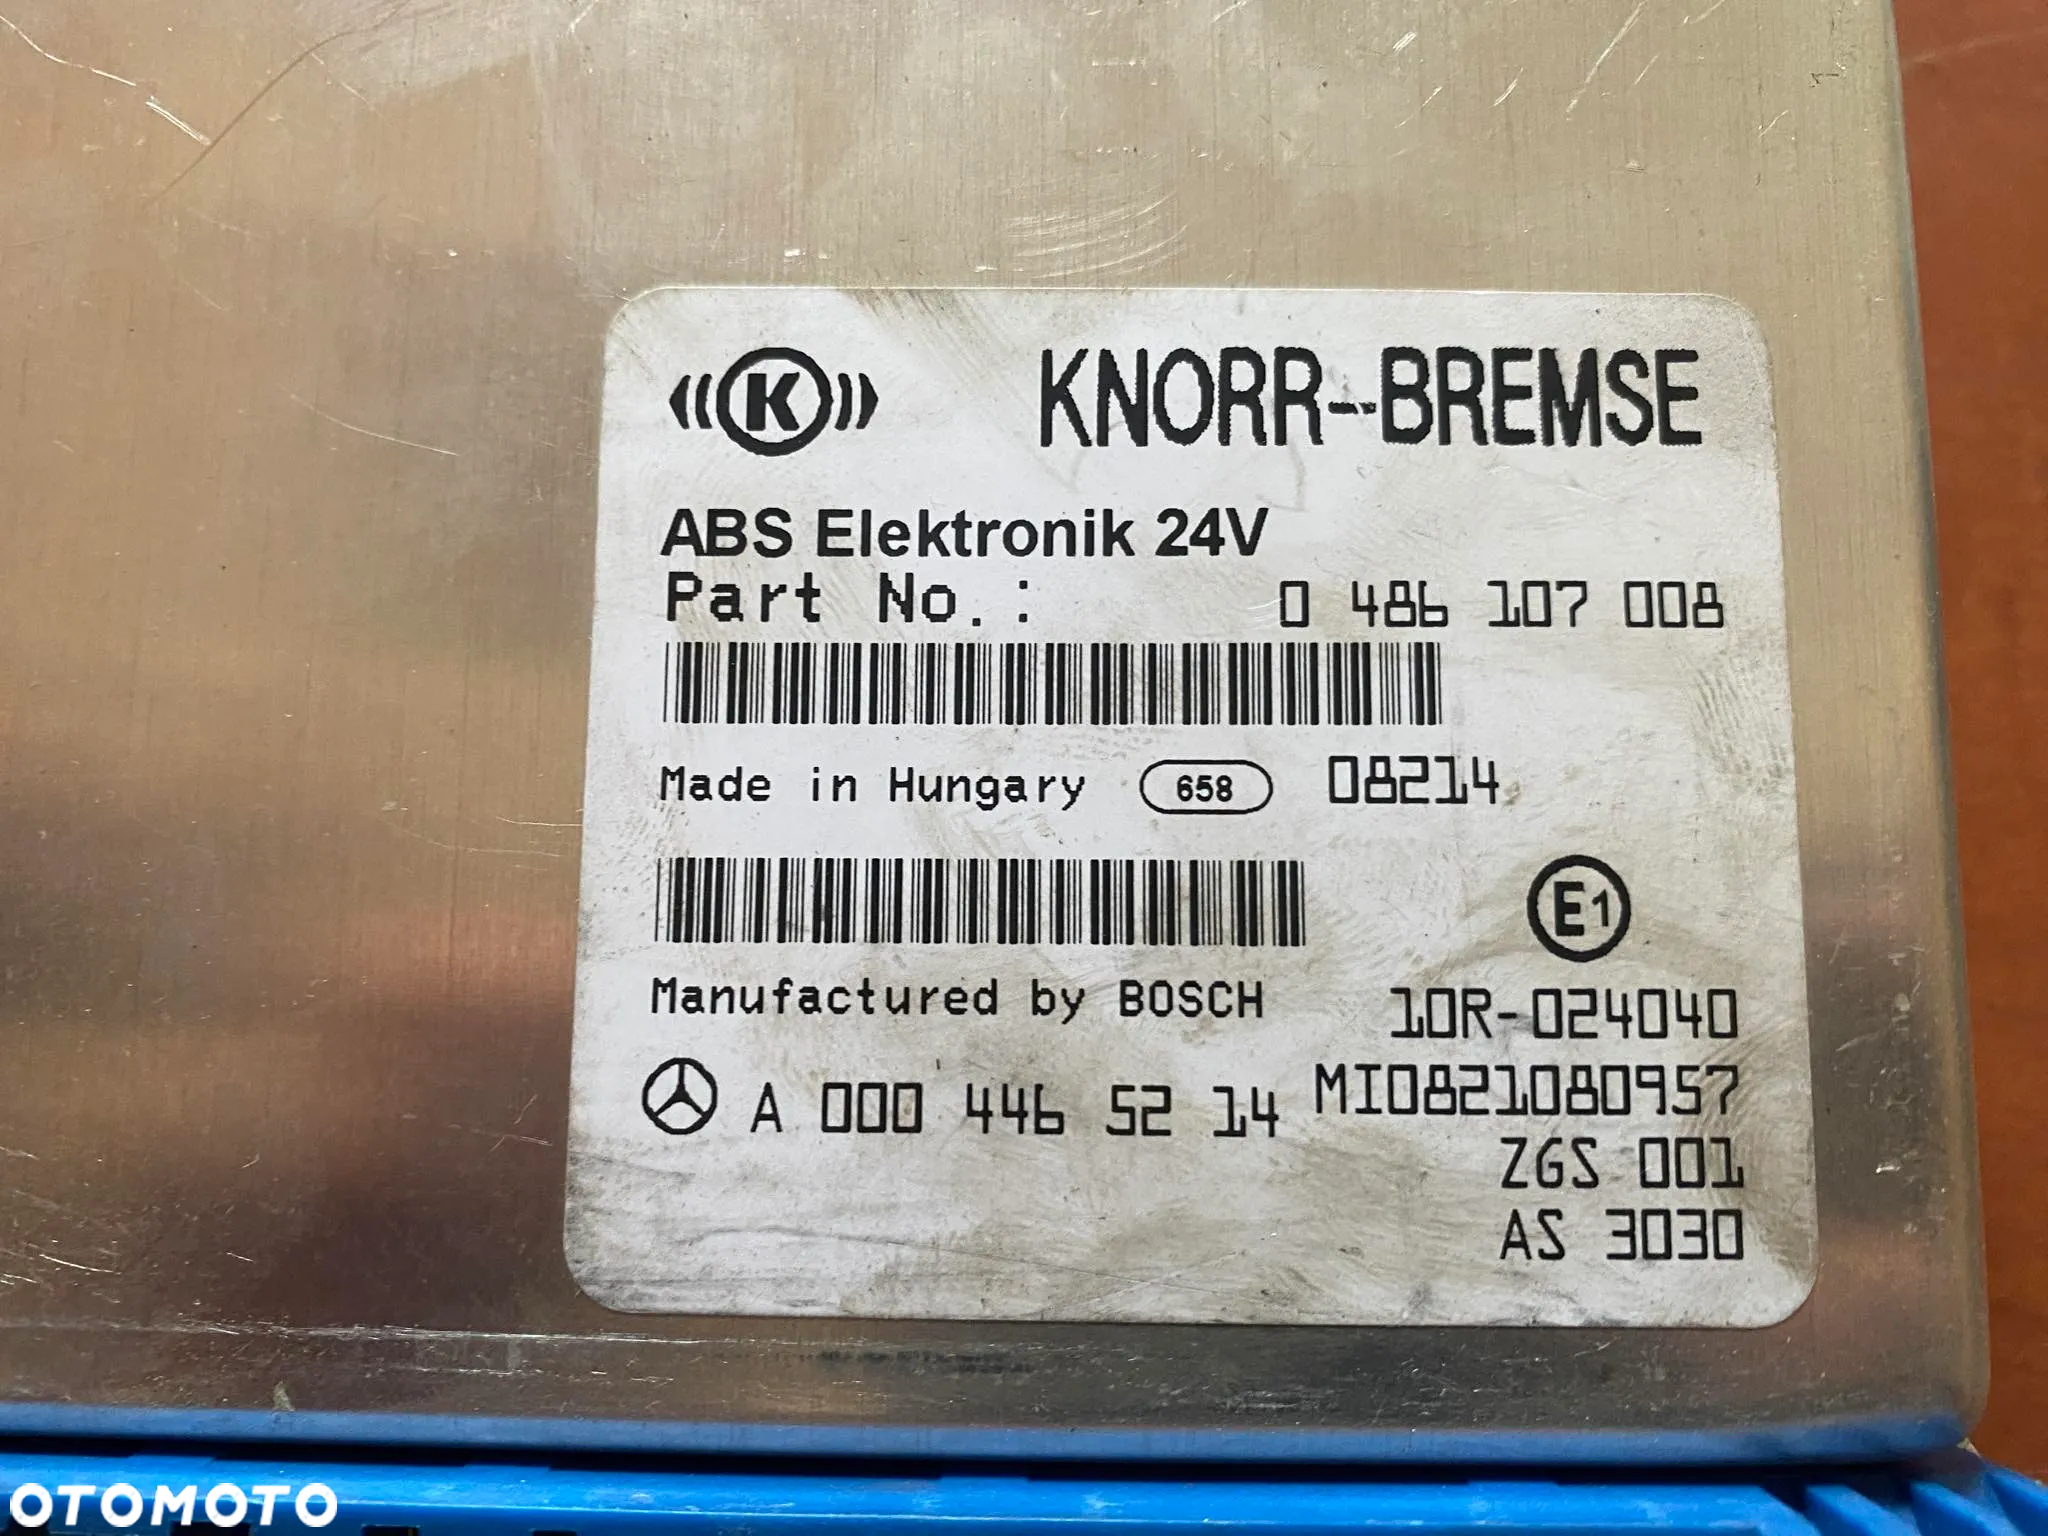 K KNORR-BREMSE
ABS Elektronik 24V
Part No.: 0 486 107 008
Made in Hungary 658 08214
E1
Manufactured by BOSCH 10R-024040
A 000 446 52 14 MI0821080957
ZGS 001
AS 3030
OTOMOTO